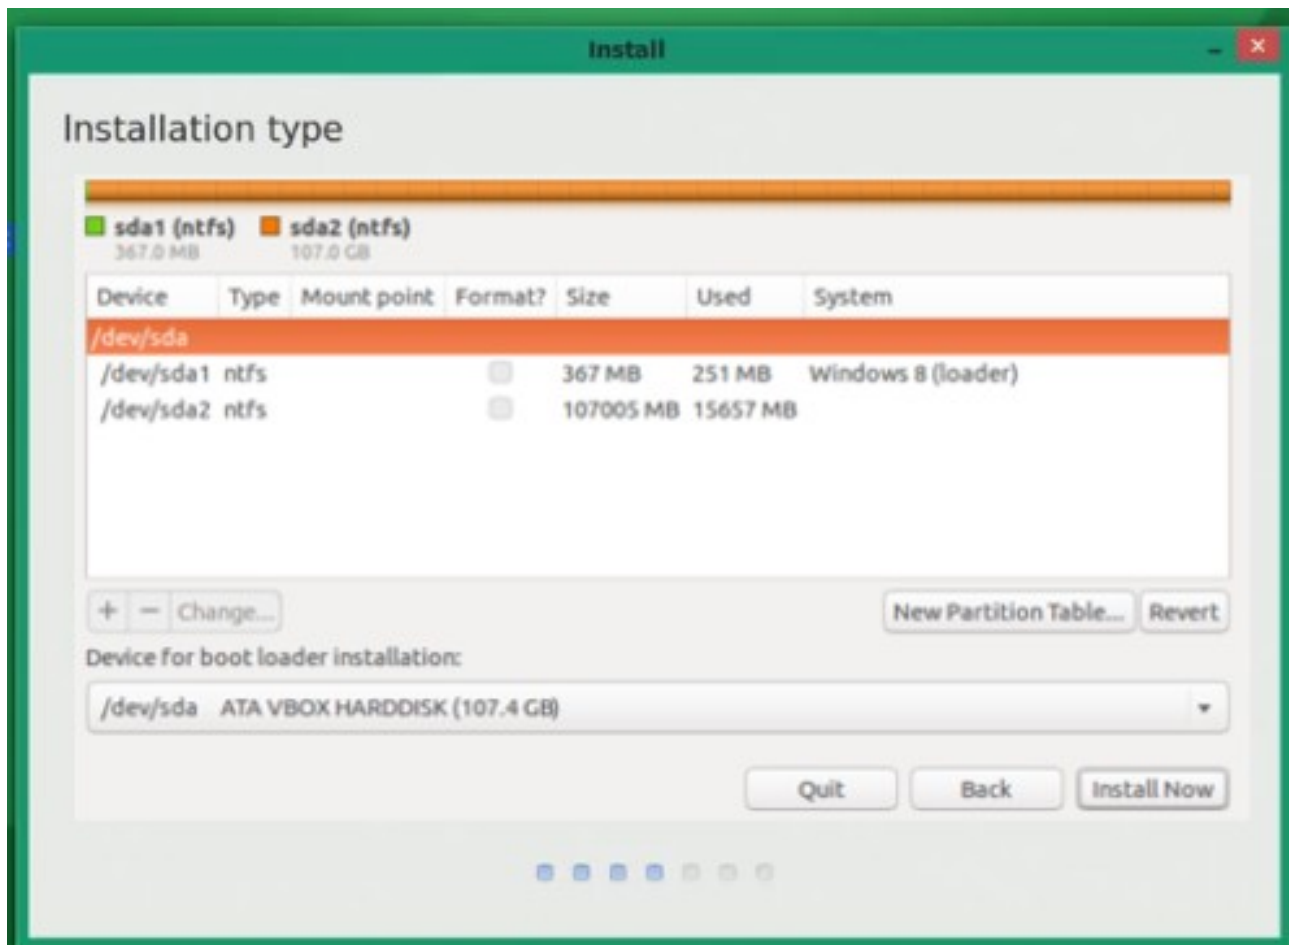 Install
Installation type
sda1 (ntfs) sda2 (ntfs)
367.0 MB 107.0 GB
Device Type Mount point Format? Size Used System
/dev/sda
/dev/sda1 ntfs 367 MB 251 MB Windows 8 (loader)
/dev/sda2 ntfs 107005 MB 15657 MB
+ − Change... New Partition Table... Revert
Device for boot loader installation:
/dev/sda ATA VBOX HARDDISK (107.4 GB)
Quit Back Install Now